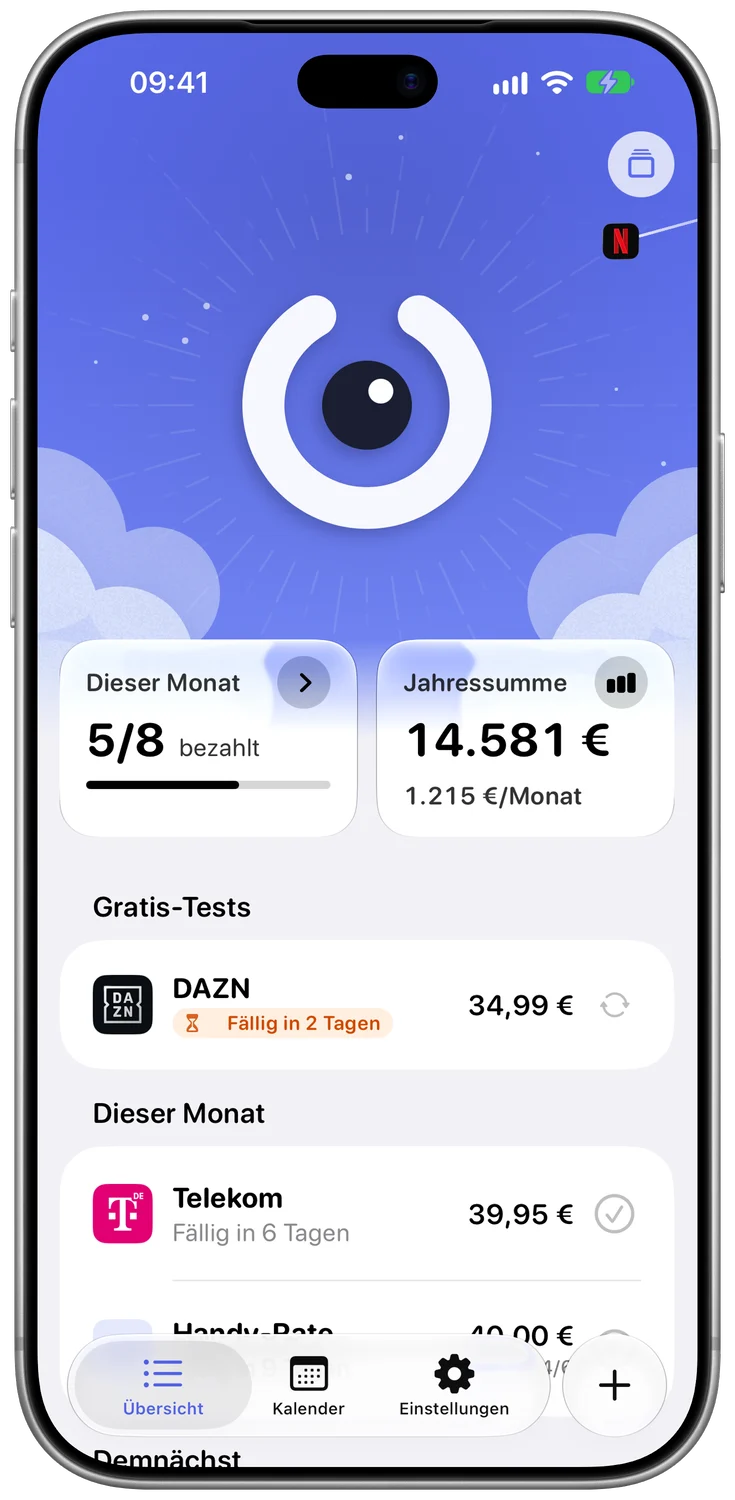 09:41
N
Dieser Monat
5/8 bezahlt
Jahressumme
14.581 €
1.215 €/Monat
Gratis-Tests
DA
ZN
DAZN
Fällig in 2 Tagen
34,99 €
Dieser Monat
T DE
Telekom
Fällig in 6 Tagen
39,95 €
Handy-Rate
40,00 €
Übersicht
Kalender
Einstellungen
Demnächst